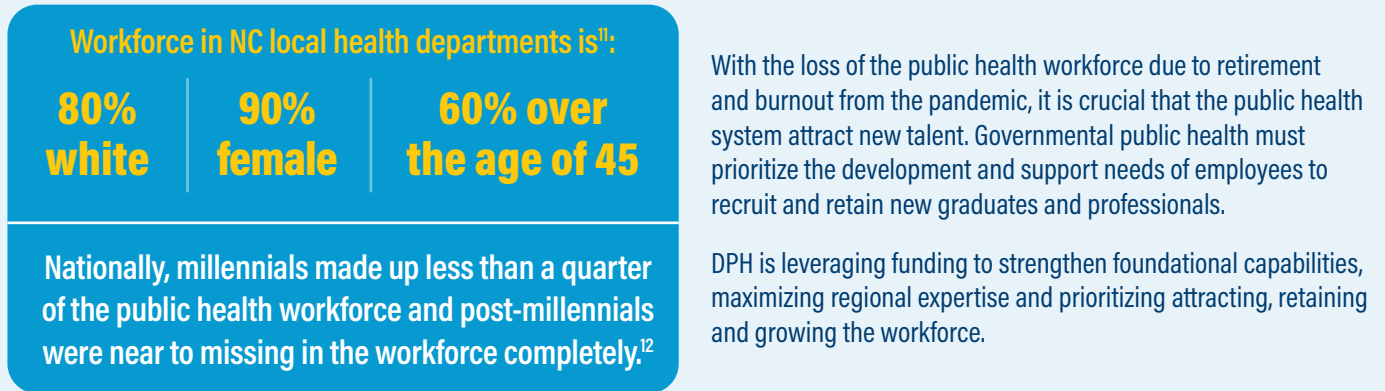 Workforce in NC local health departments is¹¹:
80%
white
90%
female
60% over
the age of 45
Nationally, millennials made up less than a quarter
of the public health workforce and post-millennials
were near to missing in the workforce completely.¹²
With the loss of the public health workforce due to retirement
and burnout from the pandemic, it is crucial that the public health
system attract new talent. Governmental public health must
prioritize the development and support needs of employees to
recruit and retain new graduates and professionals.
DPH is leveraging funding to strengthen foundational capabilities,
maximizing regional expertise and prioritizing attracting, retaining
and growing the workforce.